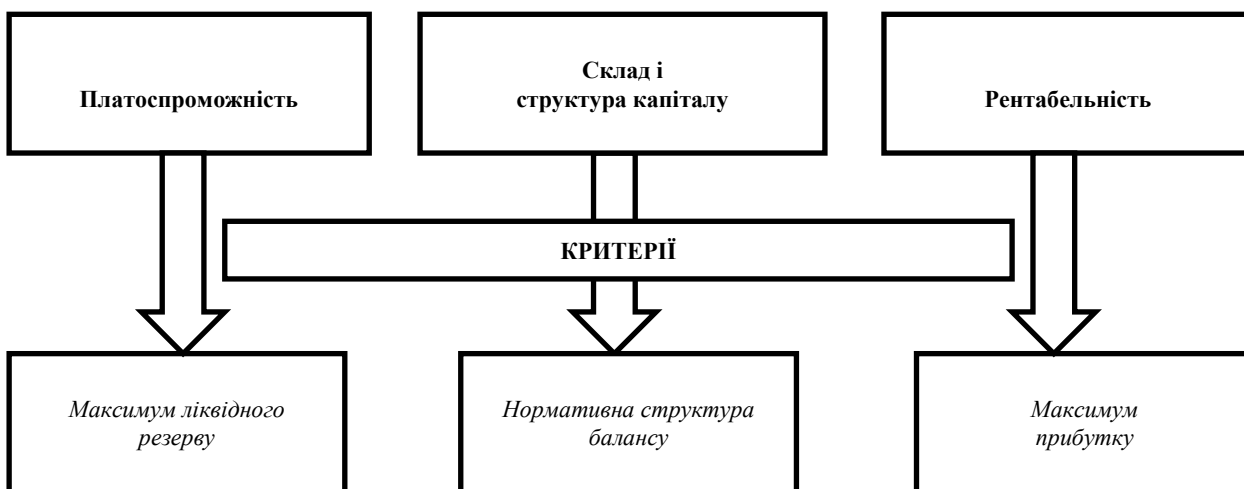 Платоспроможність
Склад і
структура капіталу
Рентабельність
КРИТЕРІЇ
Максимум ліквідного
резерву
Нормативна структура
балансу
Максимум
прибутку